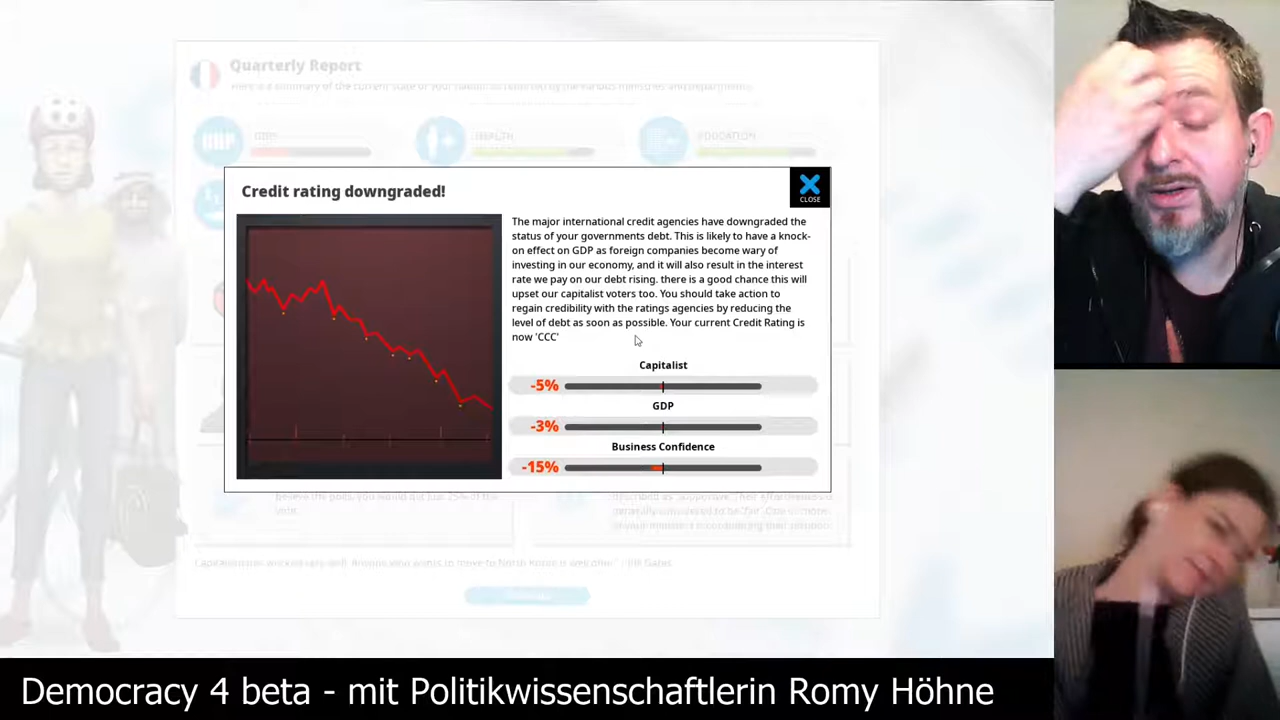 Quarterly Report
GDP
HEALTH
EDUCATION
Credit rating downgraded!
CLOSE
The major international credit agencies have downgraded the
status of your governments debt. This is likely to have a knock-
on effect on GDP as foreign companies become wary of
investing in our economy, and it will also result in the interest
rate we pay on our debt rising. there is a good chance this will
upset our capitalist voters too. You should take action to
regain credibility with the ratings agencies by reducing the
level of debt as soon as possible. Your current Credit Rating is
now 'CCC'
Capitalist
-5%
GDP
-3%
Business Confidence
-15%
Democracy 4 beta - mit Politikwissenschaftlerin Romy Höhne